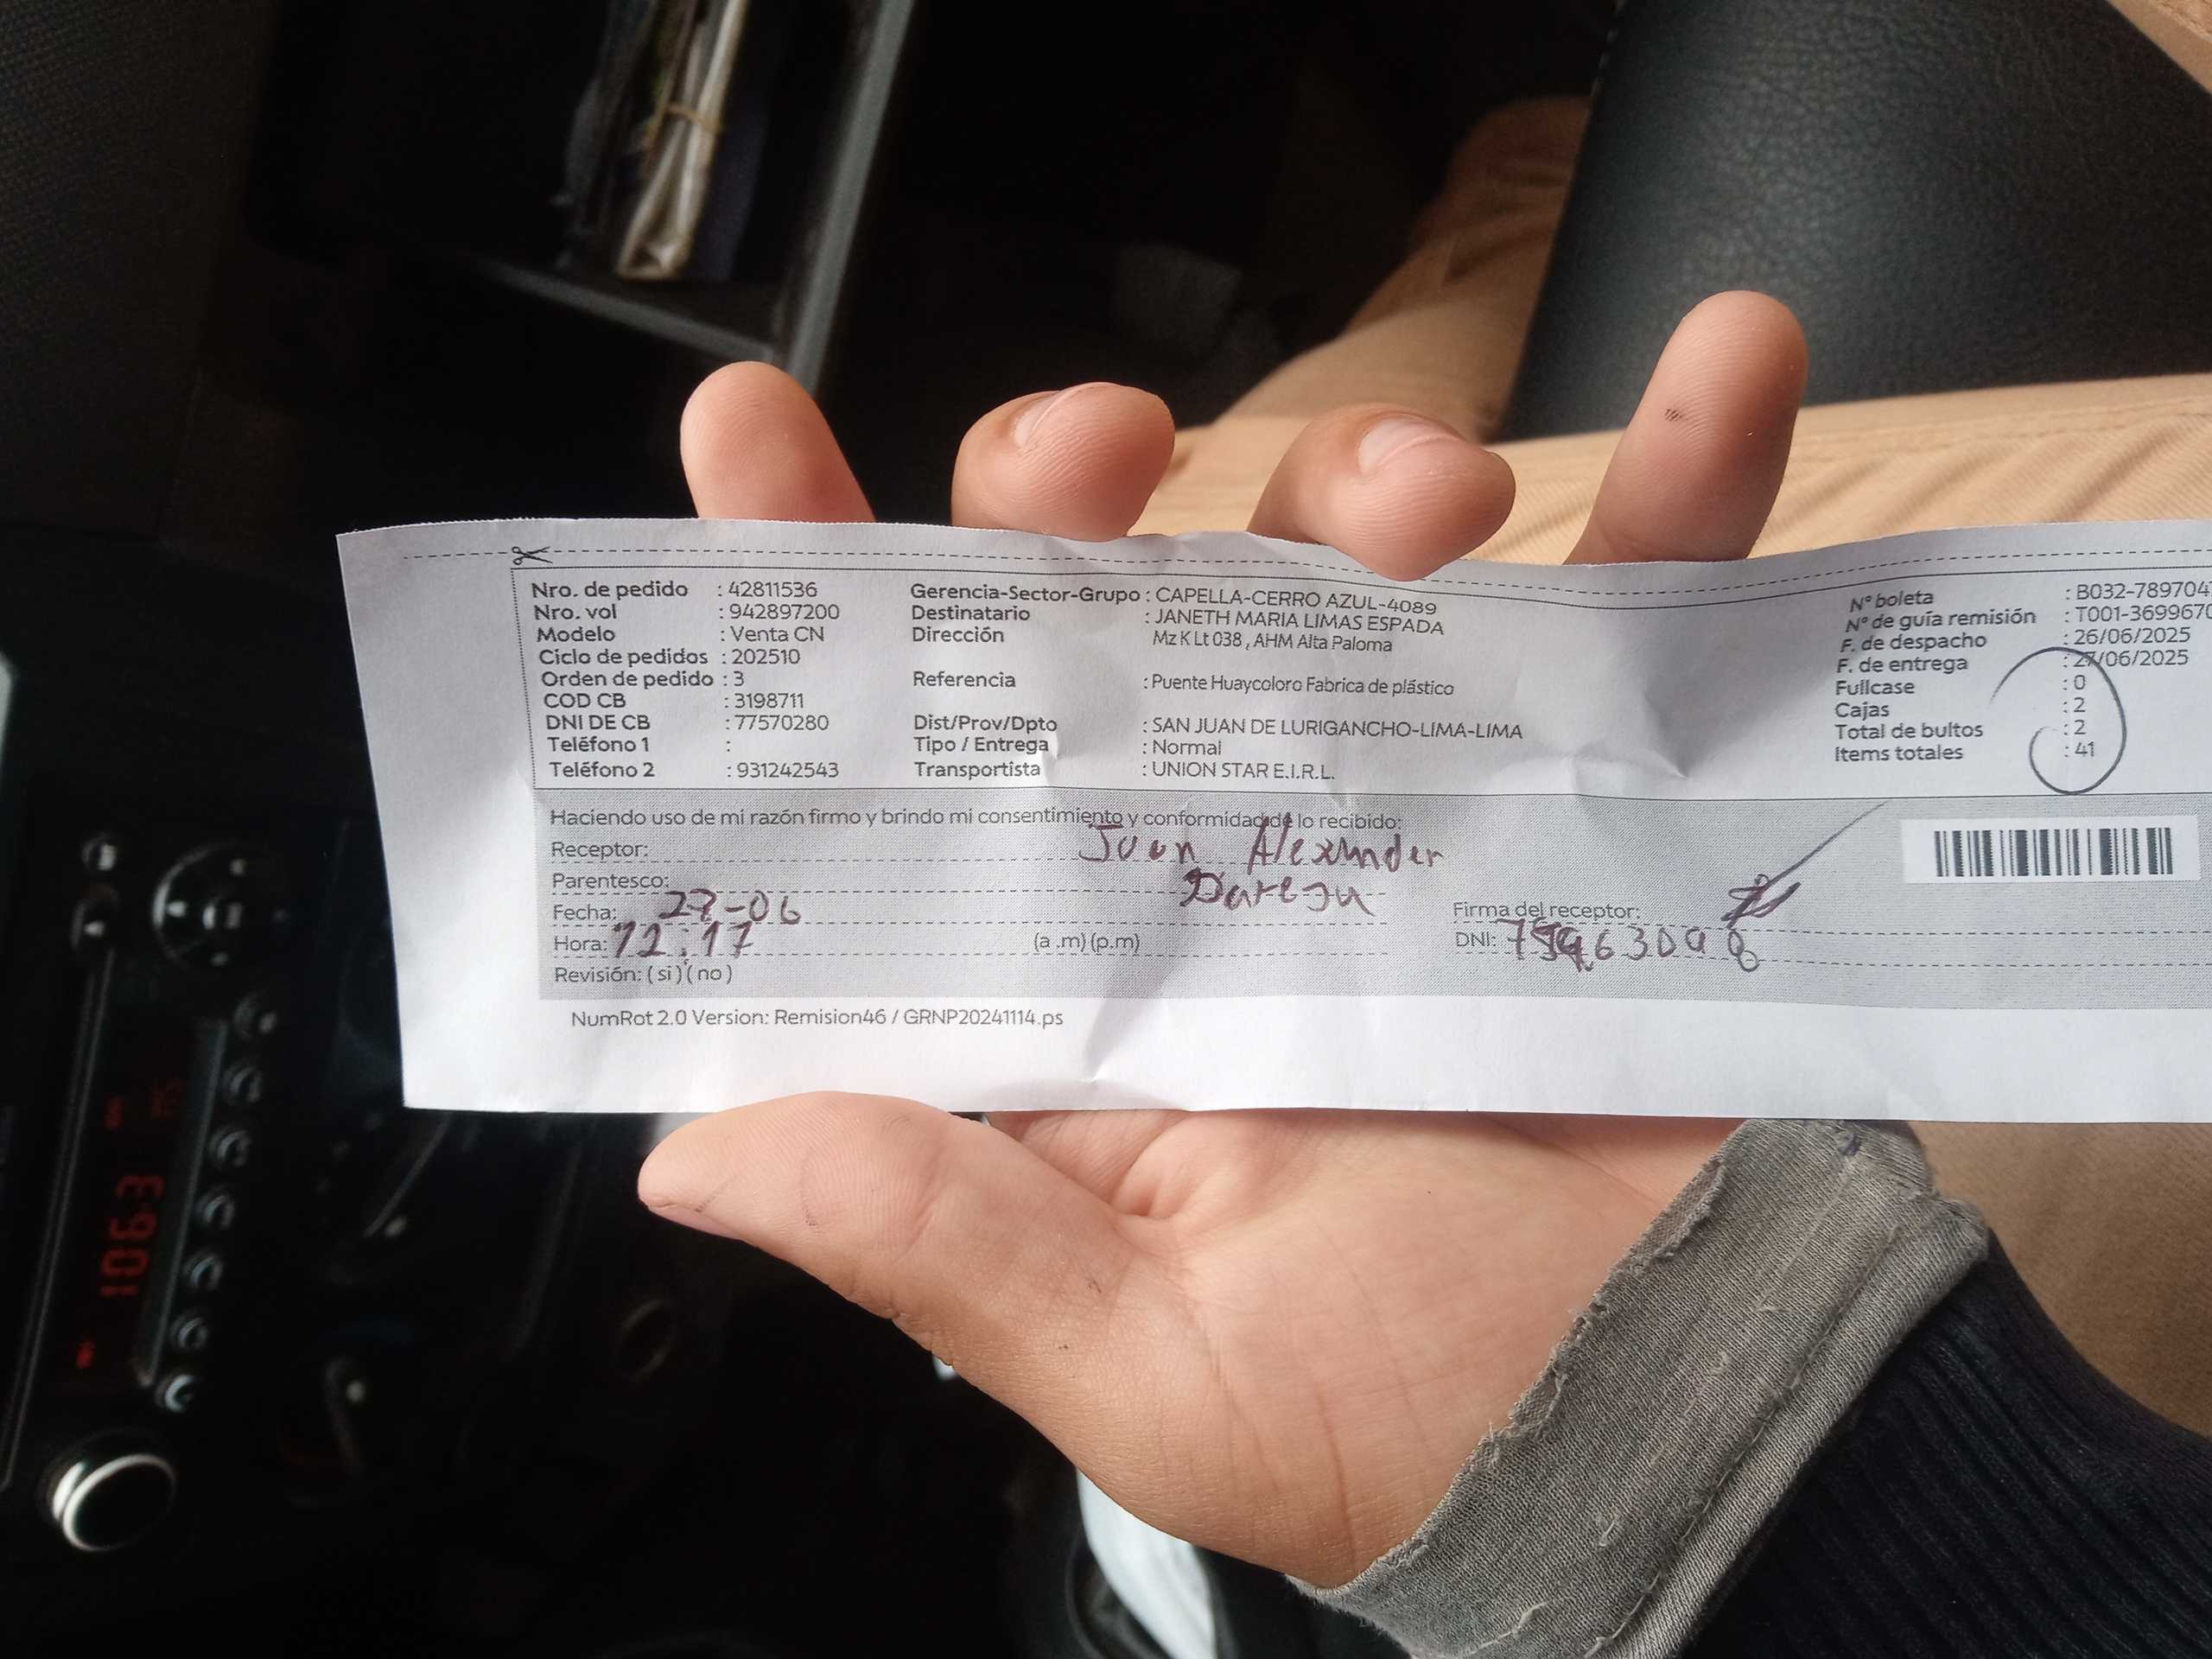 Nro. de pedido : 42811536
Nro. vol : 942897200
Modelo : Venta CN
Ciclo de pedidos : 202510
Orden de pedido : 3
COD CB : 3198711
DNI DE CB : 77570280
Teléfono 1 :
Teléfono 2 : 931242543
Gerencia-Sector-Grupo : CAPELLA-CERRO AZUL-4089
Destinatario : JANETH MARIA LIMAS ESPADA
Dirección Mz K Lt 038 , AHM Alta Paloma
Referencia : Puente Huaycoloro Fabrica de plástico
Dist/Prov/Dpto : SAN JUAN DE LURIGANCHO-LIMA-LIMA
Tipo / Entrega : Normal
Transportista : UNION STAR E.I.R.L.
N° boleta : B032-789704
N° de guía remisión : T001-3699670
F. de despacho : 26/06/2025
F. de entrega : 27/06/2025
Fullcase : 0
Cajas : 2
Total de bultos : 2
Items totales : 41
Haciendo uso de mi razón firmo y brindo mi consentimiento y conformidad de lo recibido:
Receptor: Juan Alexander
Parentesco:
Fecha: 27-06
Hora: 12:17 (a .m) (p.m)
Revisión: ( si ) ( no )
Firma del receptor:
DNI:
NumRot 2.0 Version: Remision46 / GRNP20241114.ps
106.3